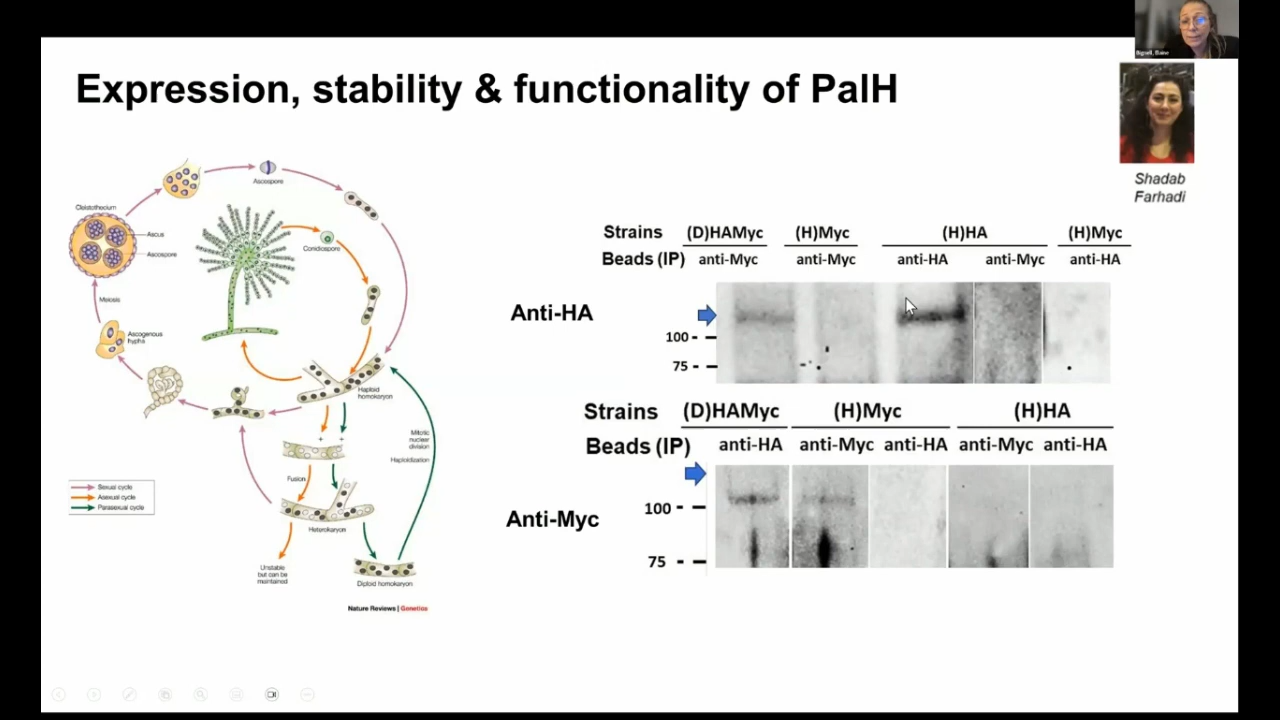 Expression, stability & functionality of PalH
Bignell, Elaine
Shadab
Farhadi
Ascospore
Cleistothecium
Ascus
Ascospore
Conidiospore
Meiosis
Ascogenous
hypha
Haploid
homokaryon
+ +
Mitotic
nuclear
division
Haploidization
Fusion
Heterokaryon
Unstable
but can be
maintained
Diploid homokaryon
Sexual cycle
Asexual cycle
Parasexual cycle
Nature Reviews | Genetics
Strains (D)HAMyc (H)Myc (H)HA (H)Myc
Beads (IP) anti-Myc anti-Myc anti-HA anti-Myc anti-HA
Anti-HA
100 -
75 -
Strains (D)HAMyc (H)Myc (H)HA
Beads (IP) anti-HA anti-Myc anti-HA anti-Myc anti-HA
Anti-Myc
100 -
75 -